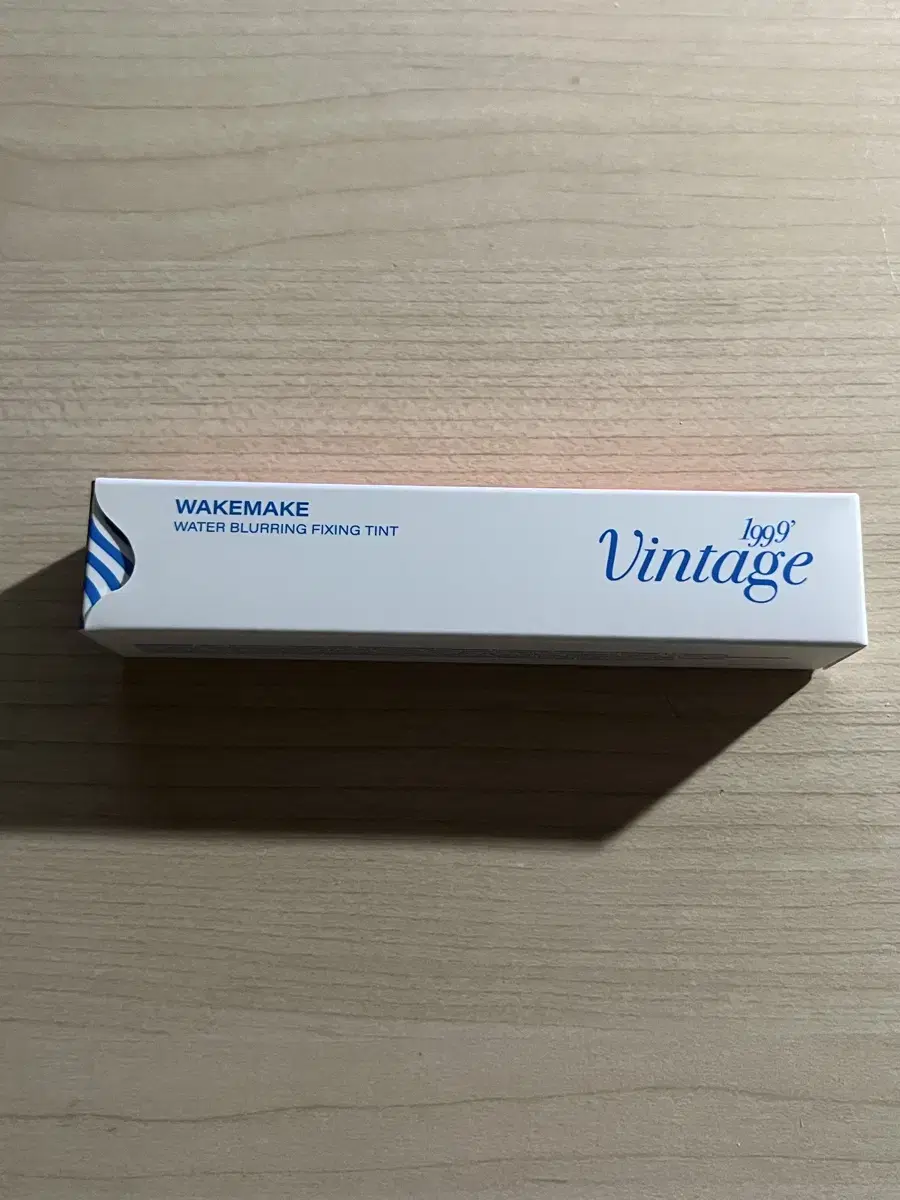 WAKEMAKE
WATER BLURRING FIXING TINT
1999'
Vintage